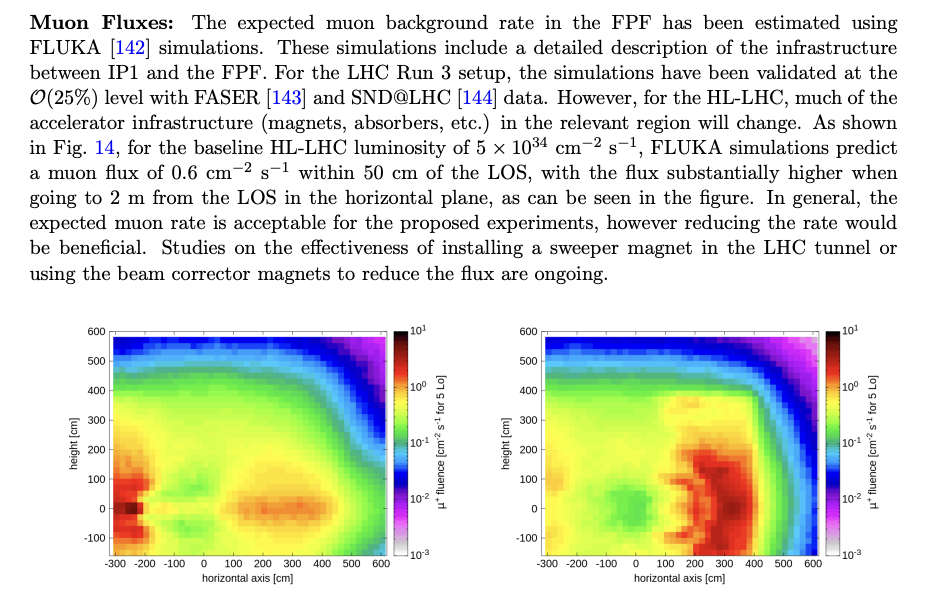 Muon Fluxes: The expected muon background rate in the FPF has been estimated using
FLUKA [142] simulations. These simulations include a detailed description of the infrastructure
between IP1 and the FPF. For the LHC Run 3 setup, the simulations have been validated at the
𝒪(25%) level with FASER [143] and SND@LHC [144] data. However, for the HL-LHC, much of the
accelerator infrastructure (magnets, absorbers, etc.) in the relevant region will change. As shown
in Fig. 14, for the baseline HL-LHC luminosity of 5 × 10³⁴ cm⁻² s⁻¹, FLUKA simulations predict
a muon flux of 0.6 cm⁻² s⁻¹ within 50 cm of the LOS, with the flux substantially higher when
going to 2 m from the LOS in the horizontal plane, as can be seen in the figure. In general, the
expected muon rate is acceptable for the proposed experiments, however reducing the rate would
be beneficial. Studies on the effectiveness of installing a sweeper magnet in the LHC tunnel or
using the beam corrector magnets to reduce the flux are ongoing.
600
500
400
300
200
100
0
-100
height [cm]
-300 -200 -100 0 100 200 300 400 500 600
horizontal axis [cm]
10¹
10⁰
10⁻¹
10⁻²
10⁻³
μ⁺ fluence [cm⁻² s⁻¹ for 5 Lo]
600
500
400
300
200
100
0
-100
height [cm]
-300 -200 -100 0 100 200 300 400 500 600
horizontal axis [cm]
10¹
10⁰
10⁻¹
10⁻²
10⁻³
μ⁺ fluence [cm⁻² s⁻¹ for 5 Lo]